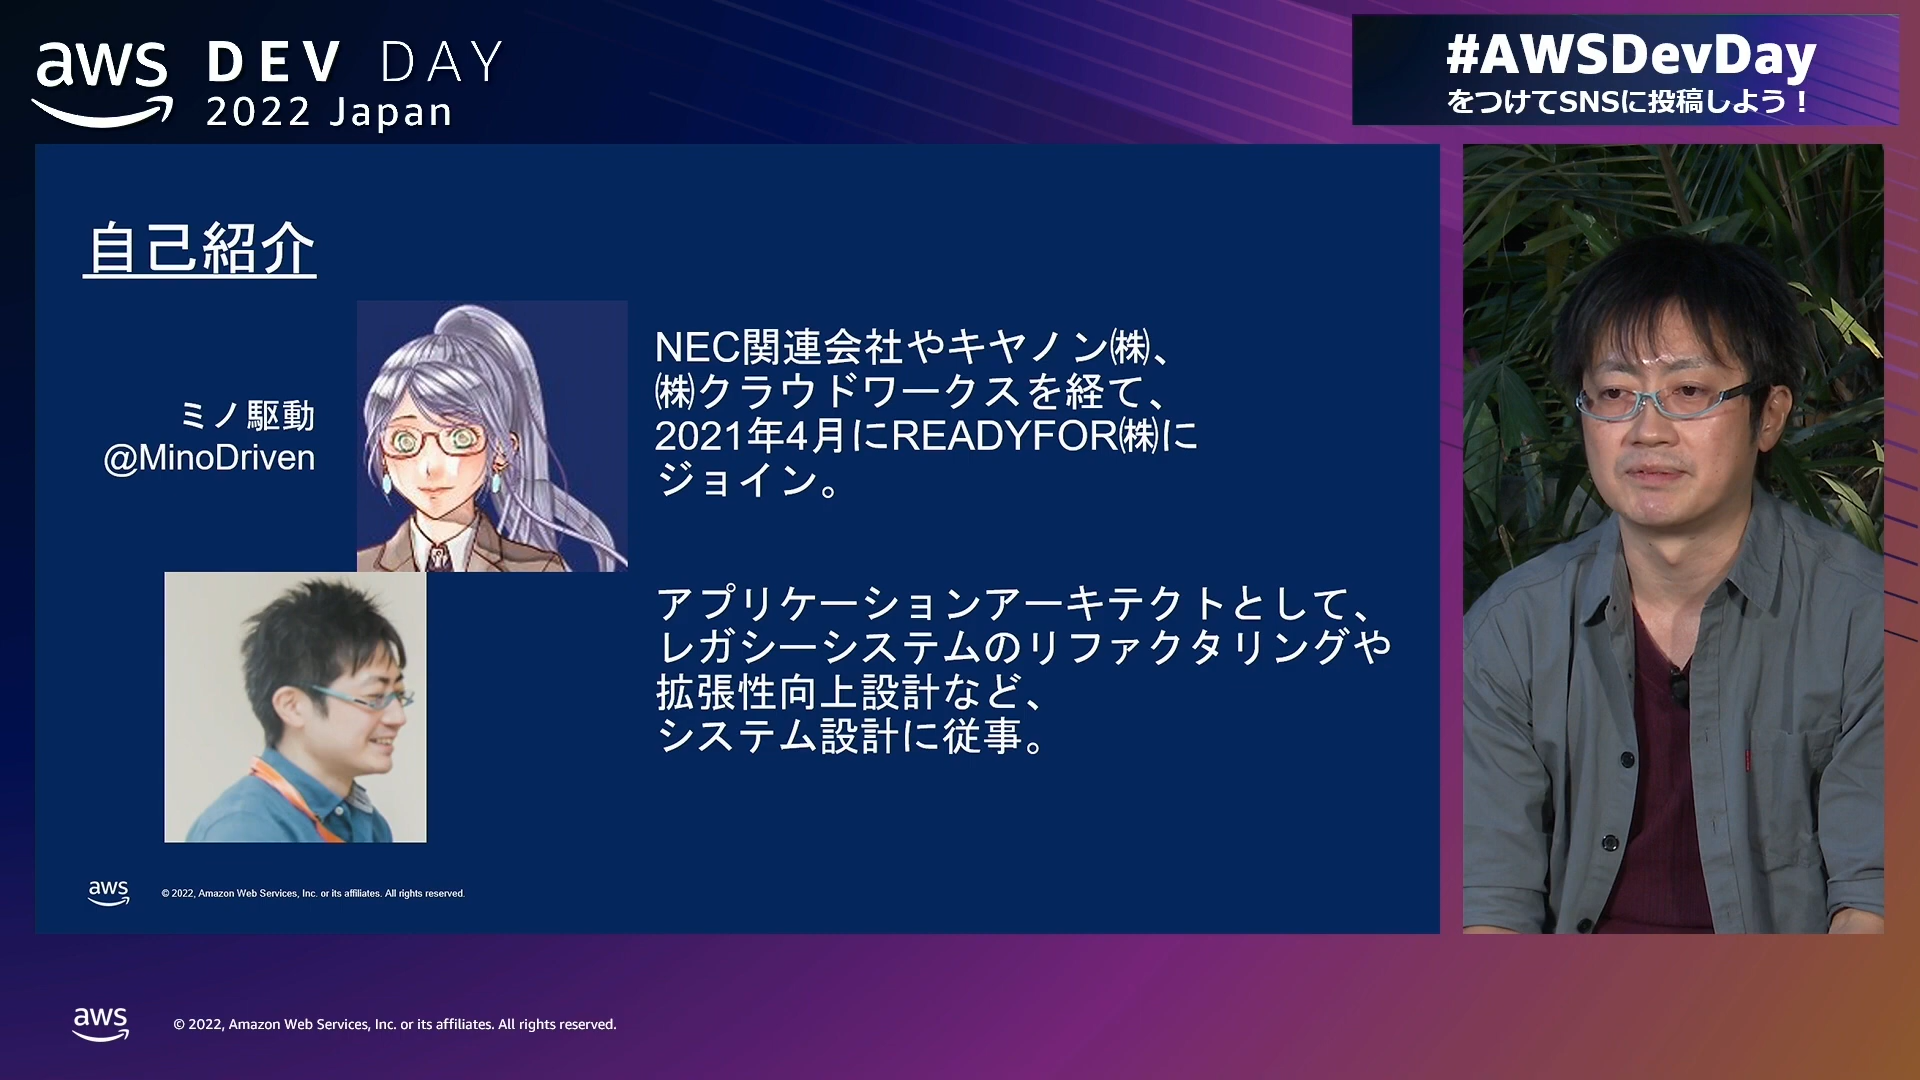 aws DEV DAY
2022 Japan
#AWSDevDay
をつけてSNSに投稿しよう！
自己紹介
ミノ駆動
@MinoDriven
NEC関連会社やキヤノン㈱、
㈱クラウドワークスを経て、
2021年4月にREADYFOR㈱に
ジョイン。
アプリケーションアーキテクトとして、
レガシーシステムのリファクタリングや
拡張性向上設計など、
システム設計に従事。
aws © 2022, Amazon Web Services, Inc. or its affiliates. All rights reserved.
aws © 2022, Amazon Web Services, Inc. or its affiliates. All rights reserved.